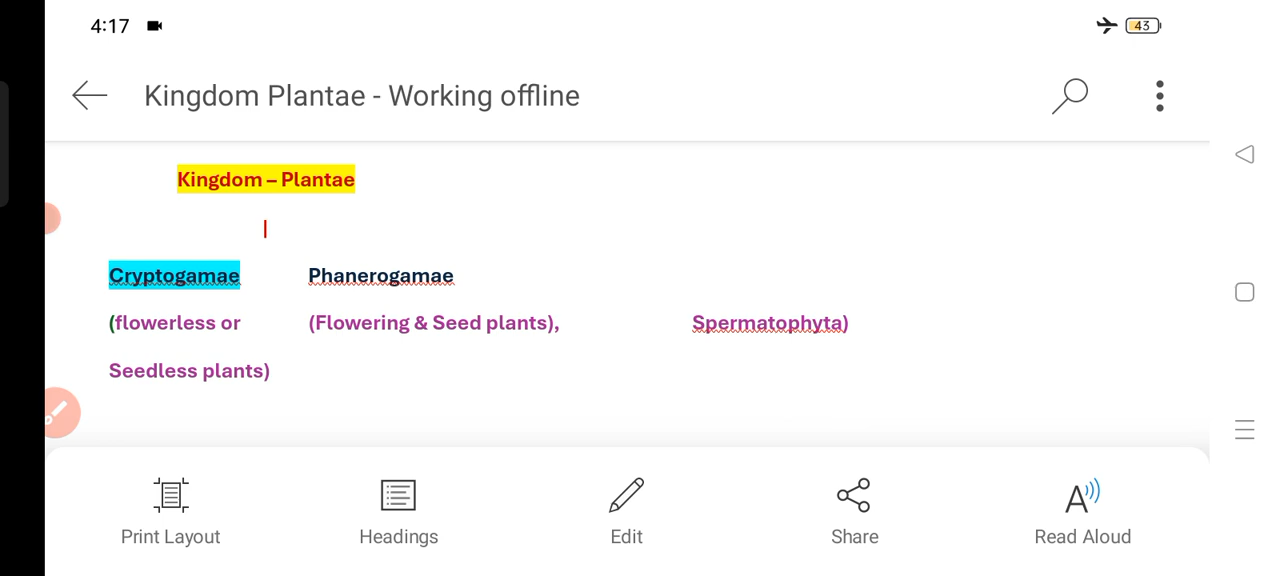 4:17 43
Kingdom Plantae - Working offline
Kingdom – Plantae
|
Cryptogamae Phanerogamae
(flowerless or (Flowering & Seed plants), Spermatophyta)
Seedless plants)
Print Layout Headings Edit Share Read Aloud